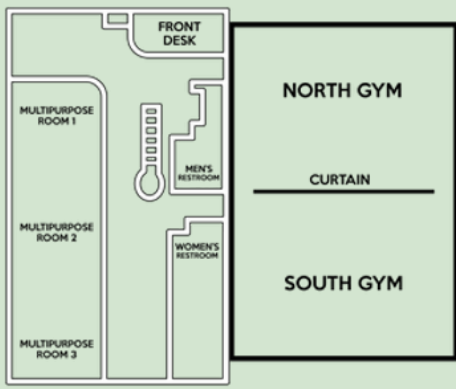 FRONT
DESK
NORTH GYM
MULTIPURPOSE
ROOM 1
MEN'S
RESTROOM
CURTAIN
MULTIPURPOSE
ROOM 2
WOMEN'S
RESTROOM
SOUTH GYM
MULTIPURPOSE
ROOM 3